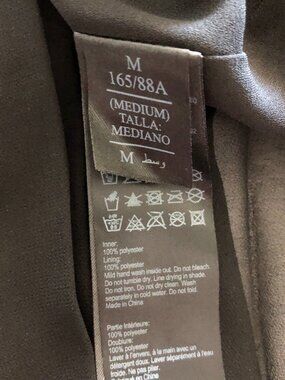 M
165/88A
(MEDIUM)
TALLA:
MEDIANO
M وسط
Inner:
100% polyester
Lining:
100% polyester
Mild hand wash inside out. Do not bleach.
Do not tumble dry. Line drying in shade.
Do not iron. Do not dry clean. Wash
separately in cold water. Do not fold.
Made in China
Partie Intérieure:
100% polyester
Doublure:
100% polyester
Laver à l'envers, à la main et dans un
détergent doux. Laver séparément à l'eau
froide. Ne pas plier.
Fabriqué en Chine